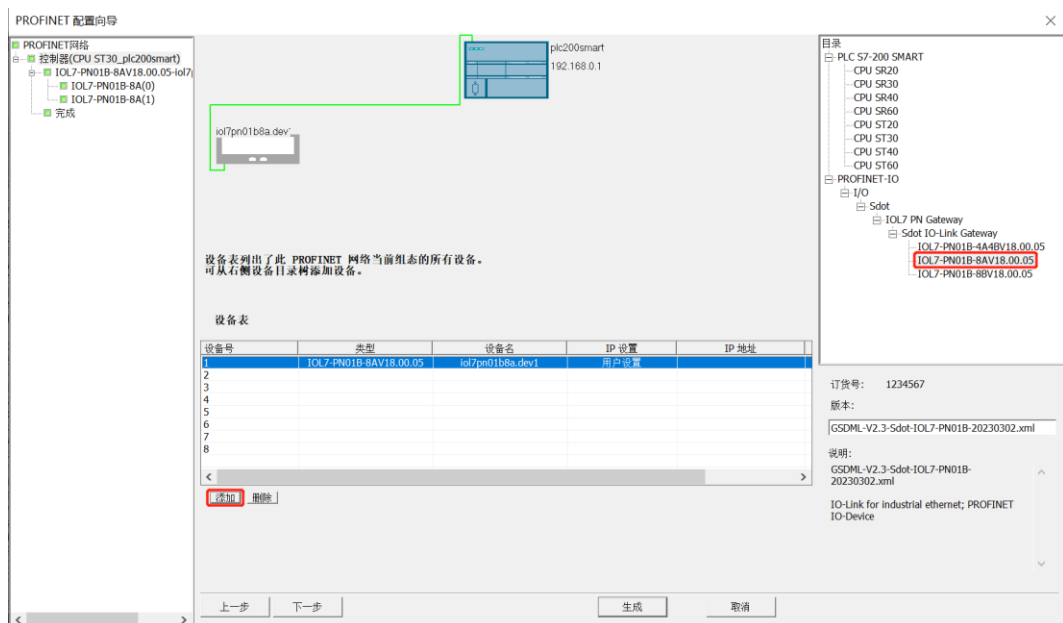 PROFINET 配置向导
PROFINET网络
控制器(CPU ST30_plc200smart)
IOL7-PN01B-8AV18.00.05-iol7
IOL7-PN01B-8A(0)
IOL7-PN01B-8A(1)
完成
plc200smart
192.168.0.1
iol7pn01b8a.dev
设备表列出了此 PROFINET 网络当前组态的所有设备。
可从右侧设备目录树添加设备。
设备表
设备号 类型 设备名 IP 设置 IP 地址
1 IOL7-PN01B-8AV18.00.05 iol7pn01b8a.dev1 用户设置
2
3
4
5
6
7
8
添加 删除
上一步 下一步 生成 取消
目录
PLC S7-200 SMART
CPU SR20
CPU SR30
CPU SR40
CPU SR60
CPU ST20
CPU ST30
CPU ST40
CPU ST60
PROFINET-IO
I/O
Sdot
IOL7 PN Gateway
Sdot IO-Link Gateway
IOL7-PN01B-4A4BV18.00.05
IOL7-PN01B-8AV18.00.05
IOL7-PN01B-8BV18.00.05
订货号: 1234567
版本:
GSDML-V2.3-Sdot-IOL7-PN01B-20230302.xml
说明:
GSDML-V2.3-Sdot-IOL7-PN01B-
20230302.xml
IO-Link for industrial ethernet; PROFINET
IO-Device